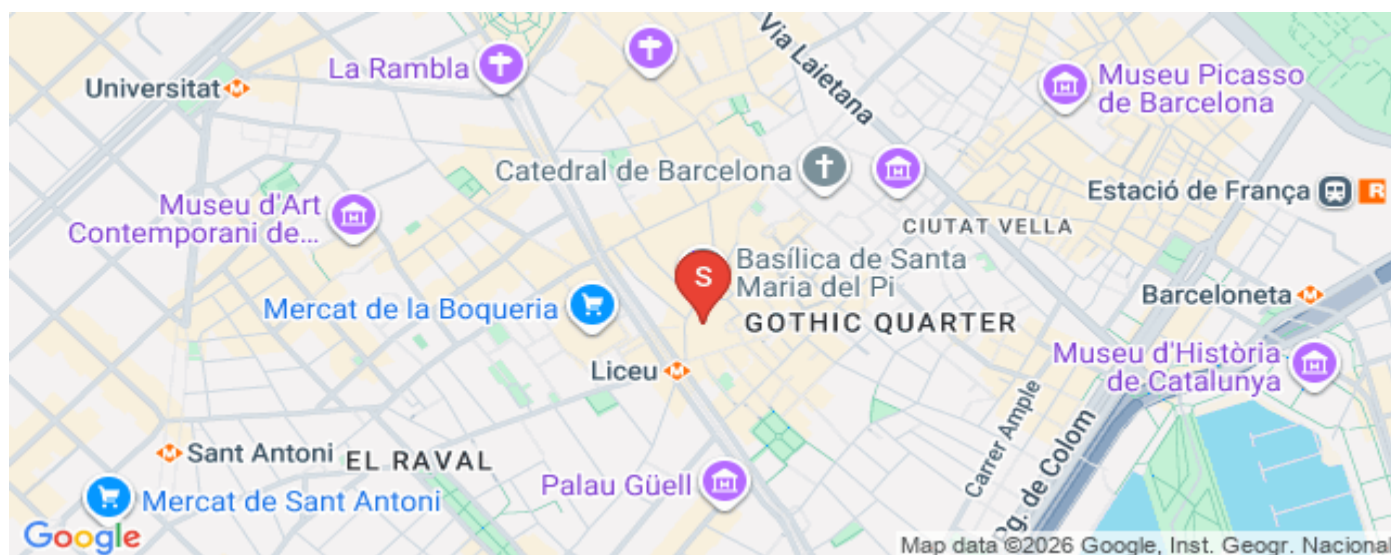 La Rambla
Universitat
Via Laietana
Museu Picasso
de Barcelona
Catedral de Barcelona
Estació de França
R
Museu d'Art
Contemporani de...
CIUTAT VELLA
S
Basílica de Santa
Maria del Pi
Mercat de la Boqueria
GOTHIC QUARTER
Barceloneta
Liceu
Museu d'Història
de Catalunya
Carrer Ample
Pg. de Colom
Sant Antoni
EL RAVAL
Palau Güell
Mercat de Sant Antoni
Google
Map data ©2026 Google, Inst. Geogr. Nacional